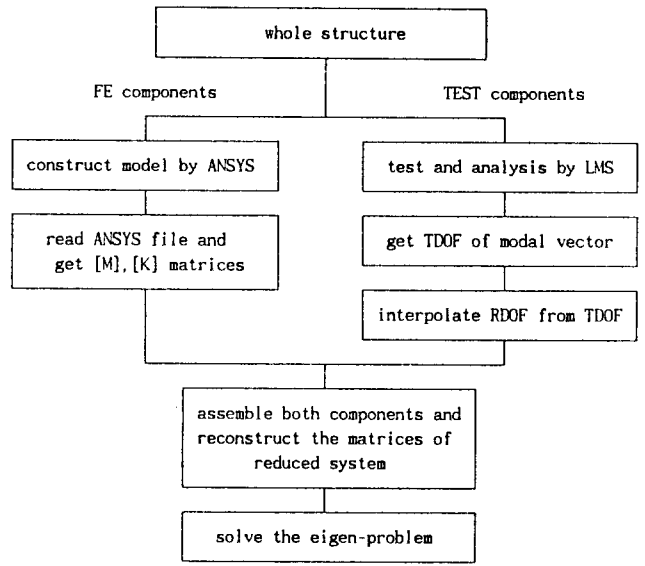 whole structure
FE components
TEST components
construct model by ANSYS
test and analysis by LMS
read ANSYS file and
get [M],[K] matrices
get TDOF of modal vector
interpolate RDOF from TDOF
assemble both components and
reconstruct the matrices of
reduced system
solve the eigen-problem